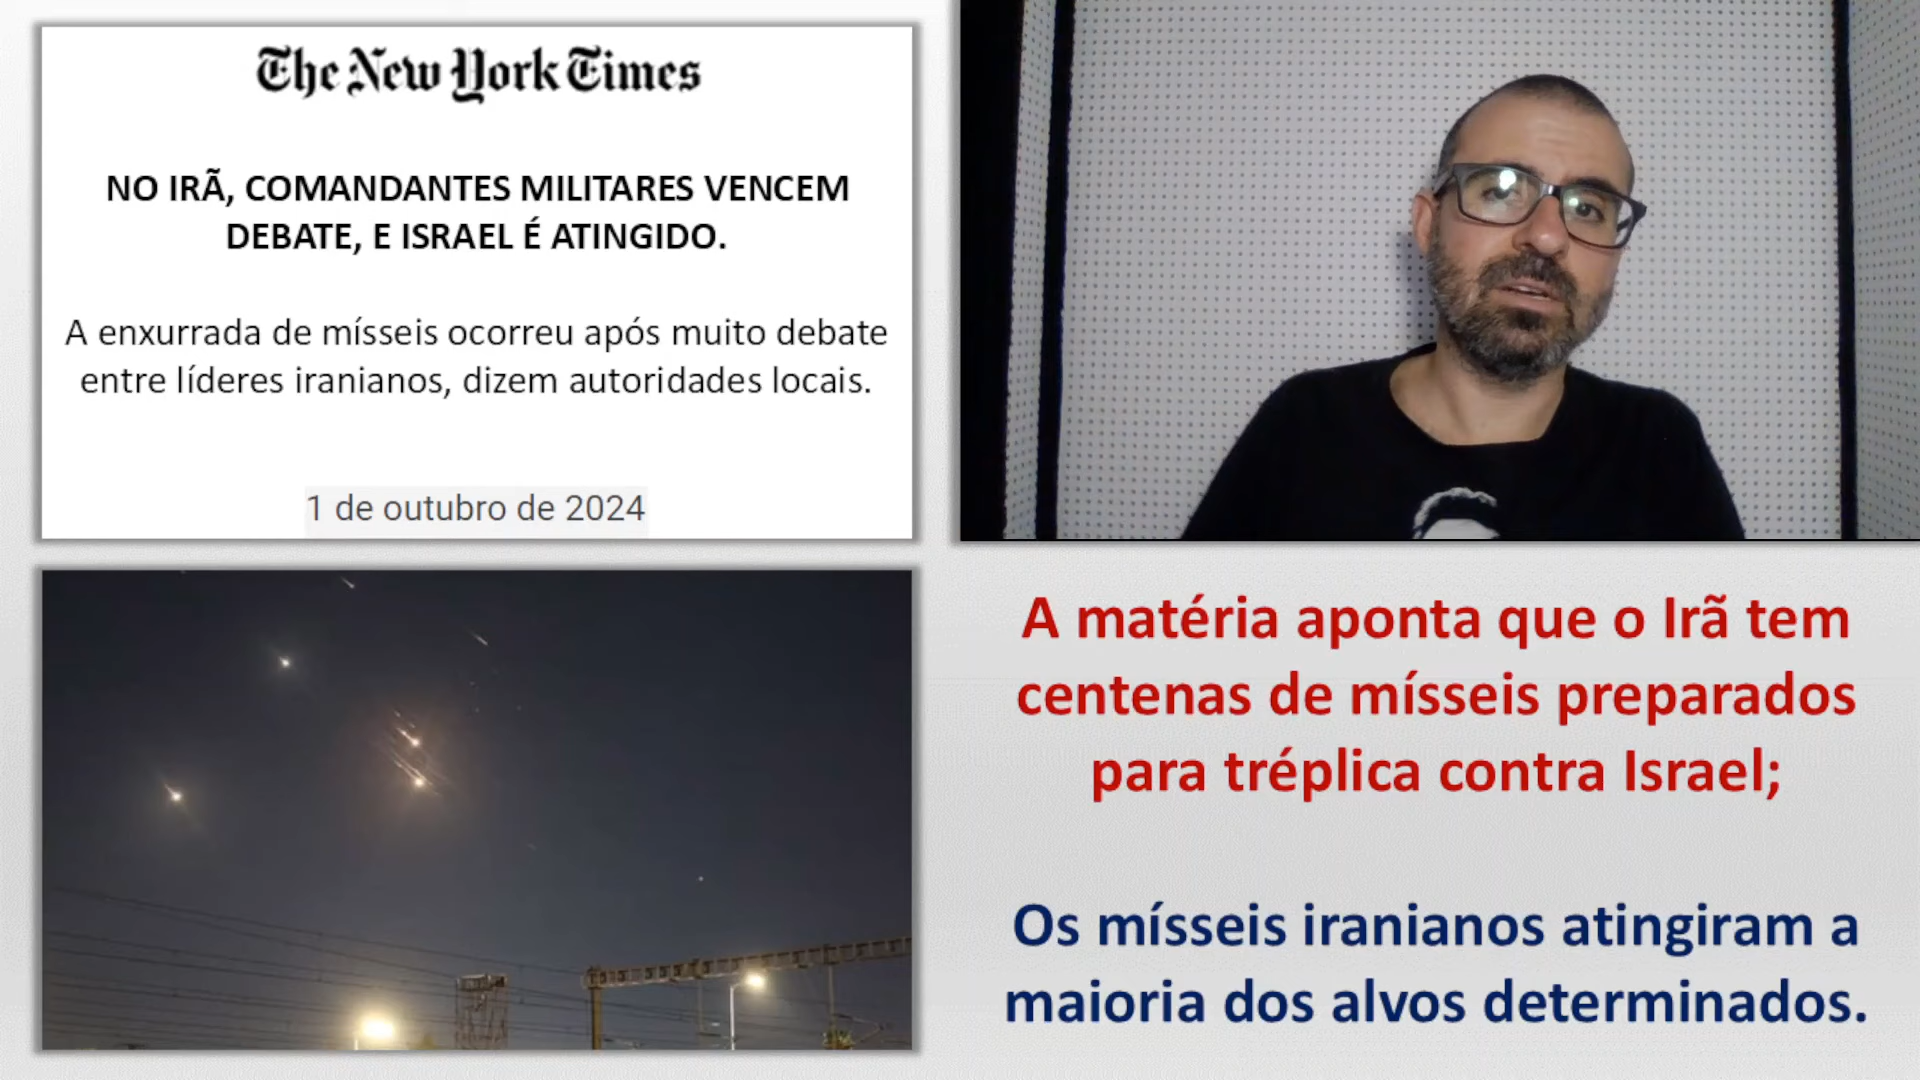 The New York Times
NO IRÃ, COMANDANTES MILITARES VENCEM
DEBATE, E ISRAEL É ATINGIDO.
A enxurrada de mísseis ocorreu após muito debate
entre líderes iranianos, dizem autoridades locais.
1 de outubro de 2024
A matéria aponta que o Irã tem
centenas de mísseis preparados
para tréplica contra Israel;
Os mísseis iranianos atingiram a
maioria dos alvos determinados.